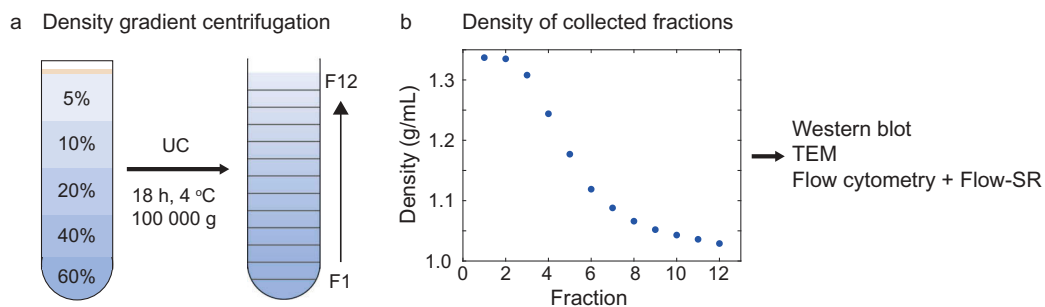 a Density gradient centrifugation
5%
10%
20%
40%
60%
UC
18 h, 4 °C
100 000 g
F12
F1
b Density of collected fractions
Density (g/mL)
1.3
1.2
1.1
1.0
0 2 4 6 8 10 12
Fraction
Western blot
TEM
Flow cytometry + Flow-SR